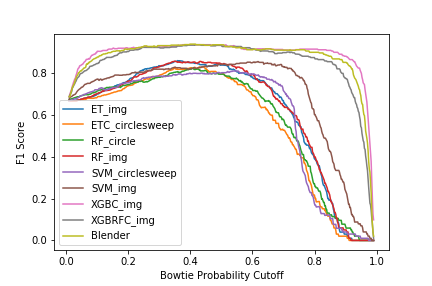 F1 Score
0.8
0.6
0.4
0.2
0.0
ET_img
ETC_circlesweep
RF_circle
RF_img
SVM_circlesweep
SVM_img
XGBC_img
XGBRFC_img
Blender
0.0 0.2 0.4 0.6 0.8 1.0
Bowtie Probability Cutoff